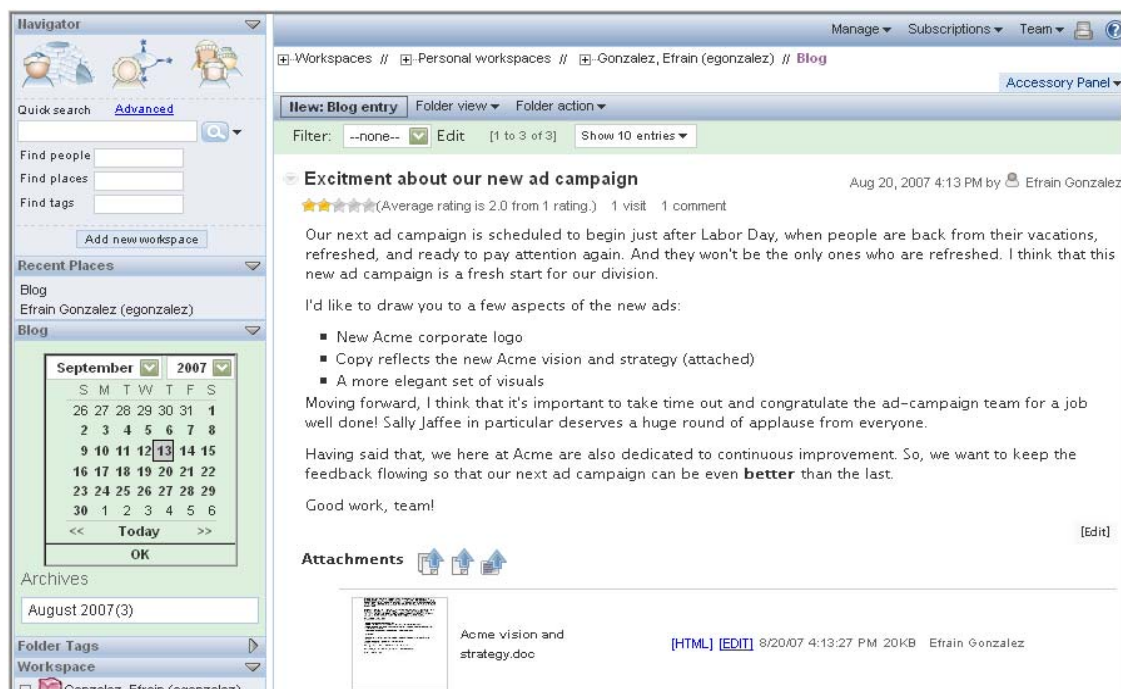 Navigator
Quick search Advanced
Find people
Find places
Find tags
Add new workspace
Recent Places
Blog
Efrain Gonzalez (egonzalez)
Blog
September 2007
S M T W T F S
26 27 28 29 30 31 1
2 3 4 5 6 7 8
9 10 11 12 13 14 15
16 17 18 19 20 21 22
23 24 25 26 27 28 29
30 1 2 3 4 5 6
<< Today >>
OK
Archives
August 2007(3)
Folder Tags
Workspace
Gonzalez, Efrain (egonzalez)
Manage Subscriptions Team
Workspaces // Personal workspaces // Gonzalez, Efrain (egonzalez) // Blog
Accessory Panel
New: Blog entry Folder view Folder action
Filter: --none-- Edit [1 to 3 of 3] Show 10 entries
Excitment about our new ad campaign
Aug 20, 2007 4:13 PM by Efrain Gonzalez
(Average rating is 2.0 from 1 rating.) 1 visit 1 comment
Our next ad campaign is scheduled to begin just after Labor Day, when people are back from their vacations,
refreshed, and ready to pay attention again. And they won't be the only ones who are refreshed. I think that this
new ad campaign is a fresh start for our division.
I'd like to draw you to a few aspects of the new ads:
■ New Acme corporate logo
■ Copy reflects the new Acme vision and strategy (attached)
■ A more elegant set of visuals
Moving forward, I think that it's important to take time out and congratulate the ad-campaign team for a job
well done! Sally Jaffee in particular deserves a huge round of applause from everyone.
Having said that, we here at Acme are also dedicated to continuous improvement. So, we want to keep the
feedback flowing so that our next ad campaign can be even better than the last.
Good work, team!
[Edit]
Attachments
Acme vision and
strategy.doc
[HTML] [EDIT] 8/20/07 4:13:27 PM 20KB Efrain Gonzalez